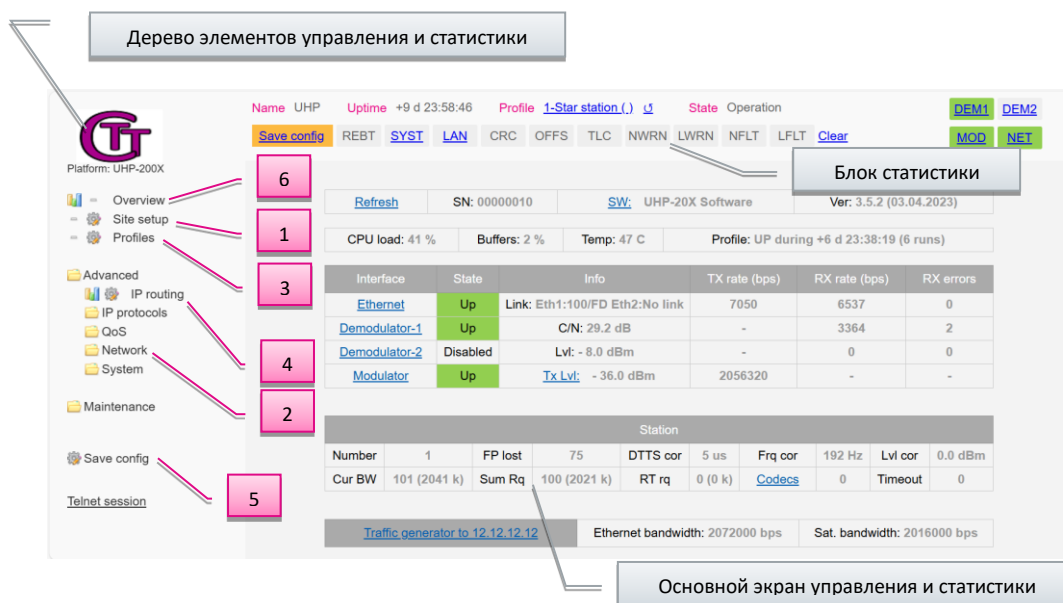 Дерево элементов управления и статистики
Name UHP Uptime +9 d 23:58:46 Profile 1-Star station ( ) ↺ State Operation DEM1 DEM2
Save config REBT SYST LAN CRC OFFS TLC NWRN LWRN NFLT LFLT Clear MOD NET
GTT
Platform: UHP-200X
Блок статистики
6
Overview
Refresh SN: 00000010 SW: UHP-20X Software Ver: 3.5.2 (03.04.2023)
Site setup
1
Profiles
CPU load: 41 % Buffers: 2 % Temp: 47 C Profile: UP during +6 d 23:38:19 (6 runs)
3
Advanced
Interface State Info TX rate (bps) RX rate (bps) RX errors
IP routing
Ethernet Up Link: Eth1:100/FD Eth2:No link 7050 6537 0
IP protocols
QoS
Demodulator-1 Up C/N: 29.2 dB - 3364 2
Network
Demodulator-2 Disabled Lvl: - 8.0 dBm - 0 0
4
System
Modulator Up Tx Lvl: - 36.0 dBm 2056320 - -
Maintenance
2
Station
Number 1 FP lost 75 DTTS cor 5 us Frq cor 192 Hz Lvl cor 0.0 dBm
Save config
Cur BW 101 (2041 k) Sum Rq 100 (2021 k) RT rq 0 (0 k) Codecs 0 Timeout 0
5
Telnet session
Traffic generator to 12.12.12.12 Ethernet bandwidth: 2072000 bps Sat. bandwidth: 2016000 bps
Основной экран управления и статистики